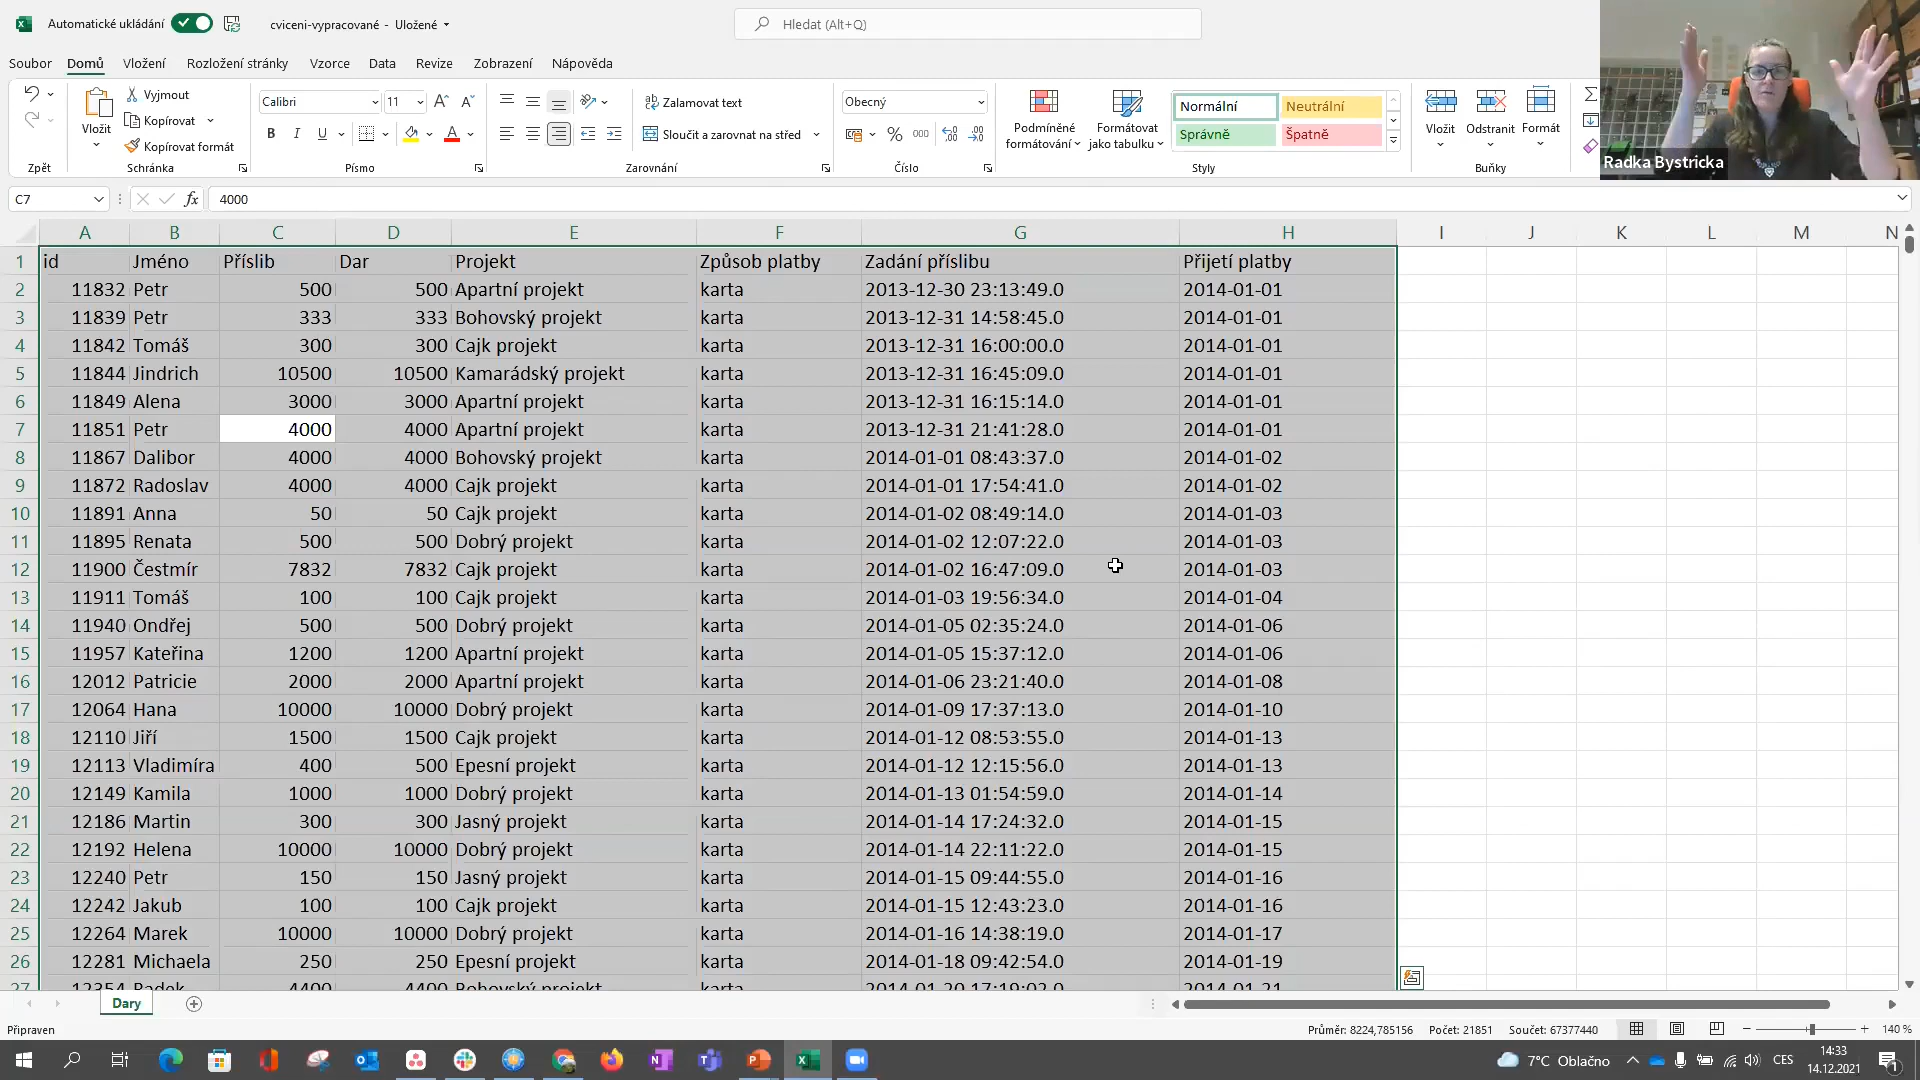 Automatické ukládání cviceni-vypracované - Uložené Hledat (Alt+Q)
Soubor Domů Vložení Rozložení stránky Vzorce Data Revize Zobrazení Nápověda
Vložit Vyjmout Kopírovat Kopírovat formát
Calibri 11
Zalamovat text
Sloučit a zarovnat na střed
Obecný
% 000
Podmíněné formátování
Formátovat jako tabulku
Normální Neutrální
Správně Špatně
Vložit Odstranit Formát
Radka Bystricka
Zpět Schránka Písmo Zarovnání Číslo Styly Buňky
C7 fx 4000
A B C D E F G H I J K L M N
1 id Jméno Příslib Dar Projekt Způsob platby Zadání příslibu Přijetí platby
2 11832 Petr 500 500 Apartní projekt karta 2013-12-30 23:13:49.0 2014-01-01
3 11839 Petr 333 333 Bohovský projekt karta 2013-12-31 14:58:45.0 2014-01-01
4 11842 Tomáš 300 300 Cajk projekt karta 2013-12-31 16:00:00.0 2014-01-01
5 11844 Jindrich 10500 10500 Kamarádský projekt karta 2013-12-31 16:45:09.0 2014-01-01
6 11849 Alena 3000 3000 Apartní projekt karta 2013-12-31 16:15:14.0 2014-01-01
7 11851 Petr 4000 4000 Apartní projekt karta 2013-12-31 21:41:28.0 2014-01-01
8 11867 Dalibor 4000 4000 Bohovský projekt karta 2014-01-01 08:43:37.0 2014-01-02
9 11872 Radoslav 4000 4000 Cajk projekt karta 2014-01-01 17:54:41.0 2014-01-02
10 11891 Anna 50 50 Cajk projekt karta 2014-01-02 08:49:14.0 2014-01-03
11 11895 Renata 500 500 Dobrý projekt karta 2014-01-02 12:07:22.0 2014-01-03
12 11900 Čestmír 7832 7832 Cajk projekt karta 2014-01-02 16:47:09.0 2014-01-03
13 11911 Tomáš 100 100 Cajk projekt karta 2014-01-03 19:56:34.0 2014-01-04
14 11940 Ondřej 500 500 Dobrý projekt karta 2014-01-05 02:35:24.0 2014-01-06
15 11957 Kateřina 1200 1200 Apartní projekt karta 2014-01-05 15:37:12.0 2014-01-06
16 12012 Patricie 2000 2000 Apartní projekt karta 2014-01-06 23:21:40.0 2014-01-08
17 12064 Hana 10000 10000 Dobrý projekt karta 2014-01-09 17:37:13.0 2014-01-10
18 12110 Jiří 1500 1500 Cajk projekt karta 2014-01-12 08:53:55.0 2014-01-13
19 12113 Vladimíra 400 500 Epesní projekt karta 2014-01-12 12:15:56.0 2014-01-13
20 12149 Kamila 1000 1000 Dobrý projekt karta 2014-01-13 01:54:59.0 2014-01-14
21 12186 Martin 300 300 Jasný projekt karta 2014-01-14 17:24:32.0 2014-01-15
22 12192 Helena 10000 10000 Dobrý projekt karta 2014-01-14 22:11:22.0 2014-01-15
23 12240 Petr 150 150 Jasný projekt karta 2014-01-15 09:44:55.0 2014-01-16
24 12242 Jakub 100 100 Cajk projekt karta 2014-01-15 12:43:23.0 2014-01-16
25 12264 Marek 10000 10000 Dobrý projekt karta 2014-01-16 14:38:19.0 2014-01-17
26 12281 Michaela 250 250 Epesní projekt karta 2014-01-18 09:42:54.0 2014-01-19
27 12354 Radek 4400 4400 Bohovský projekt karta 2014-01-20 17:19:02.0 2014-01-21
Dary
Připraven Průměr: 8224,785156 Počet: 21851 Součet: 67377440 140 %
7°C Oblačno CES 14:33
14.12.2021